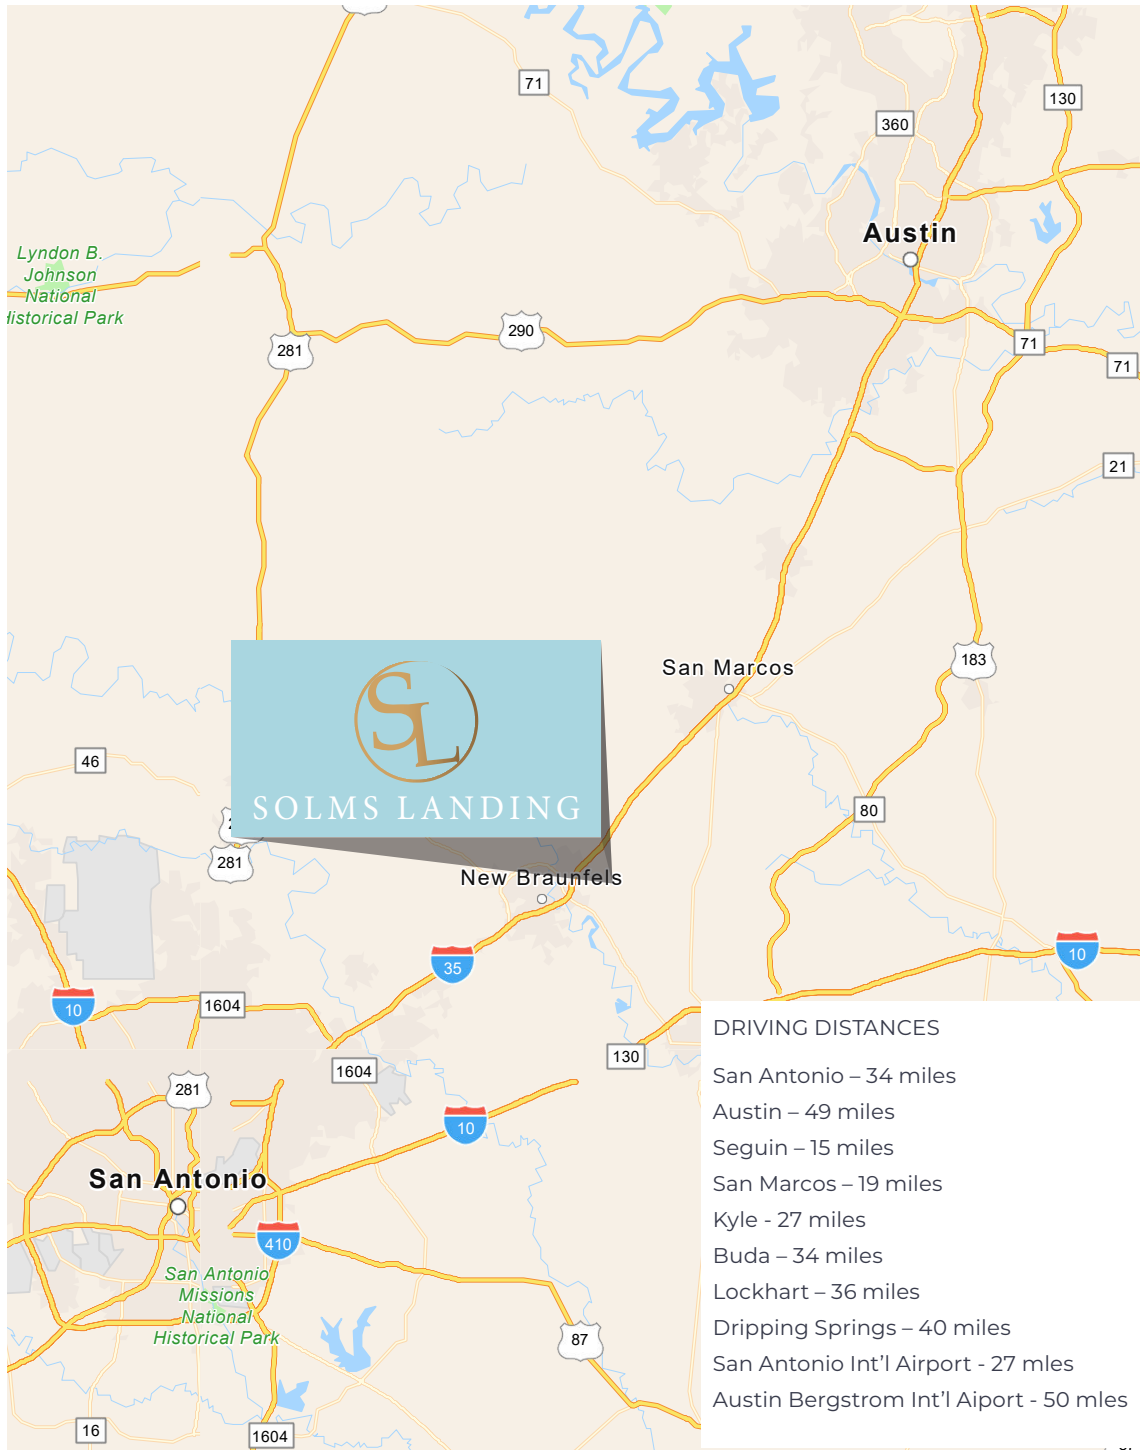 71
130
360
Austin
Lyndon B.
Johnson
National
Historical Park
290
281
71
71
21
San Marcos
183
SL
SOLMS LANDING
46
80
281
New Braunfels
35
10
10
1604
130
1604
281
10
San Antonio
410
San Antonio
Missions
National
Historical Park
87
16
1604
DRIVING DISTANCES
San Antonio – 34 miles
Austin – 49 miles
Seguin – 15 miles
San Marcos – 19 miles
Kyle - 27 miles
Buda – 34 miles
Lockhart – 36 miles
Dripping Springs – 40 miles
San Antonio Int’l Airport - 27 mles
Austin Bergstrom Int’l Aiport - 50 mles